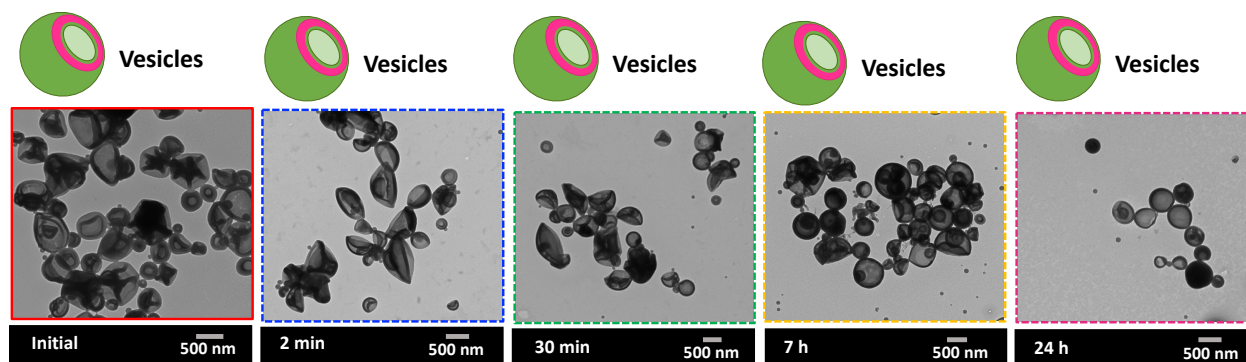 Vesicles
Vesicles
Vesicles
Vesicles
Vesicles
Initial
500 nm
2 min
500 nm
30 min
500 nm
7 h
500 nm
24 h
500 nm